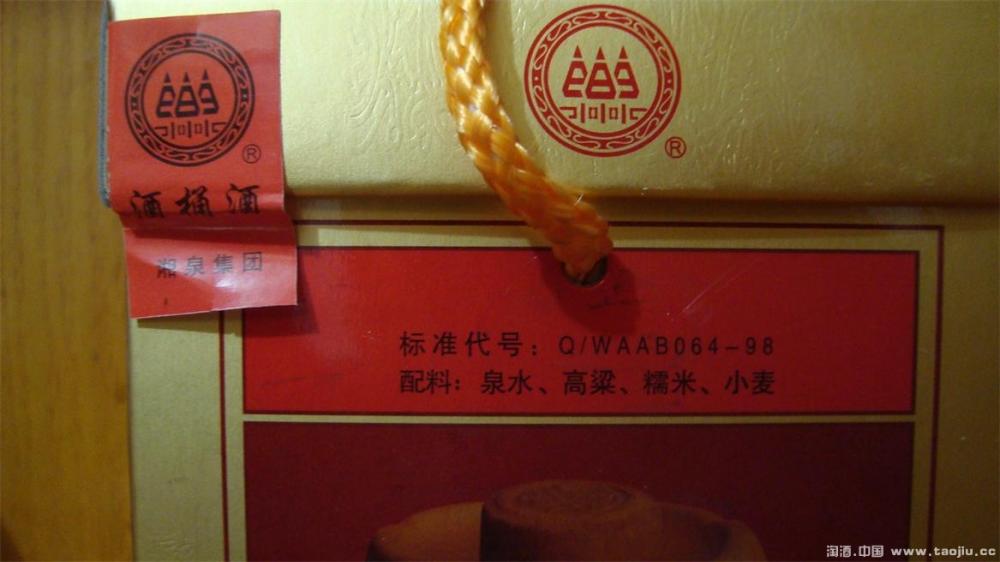 ®
酒桶酒
湘泉集团
®
标准代号：Q/WAAB064-98
配料：泉水、高粱、糯米、小麦
淘酒.中国 www.taojiu.cc